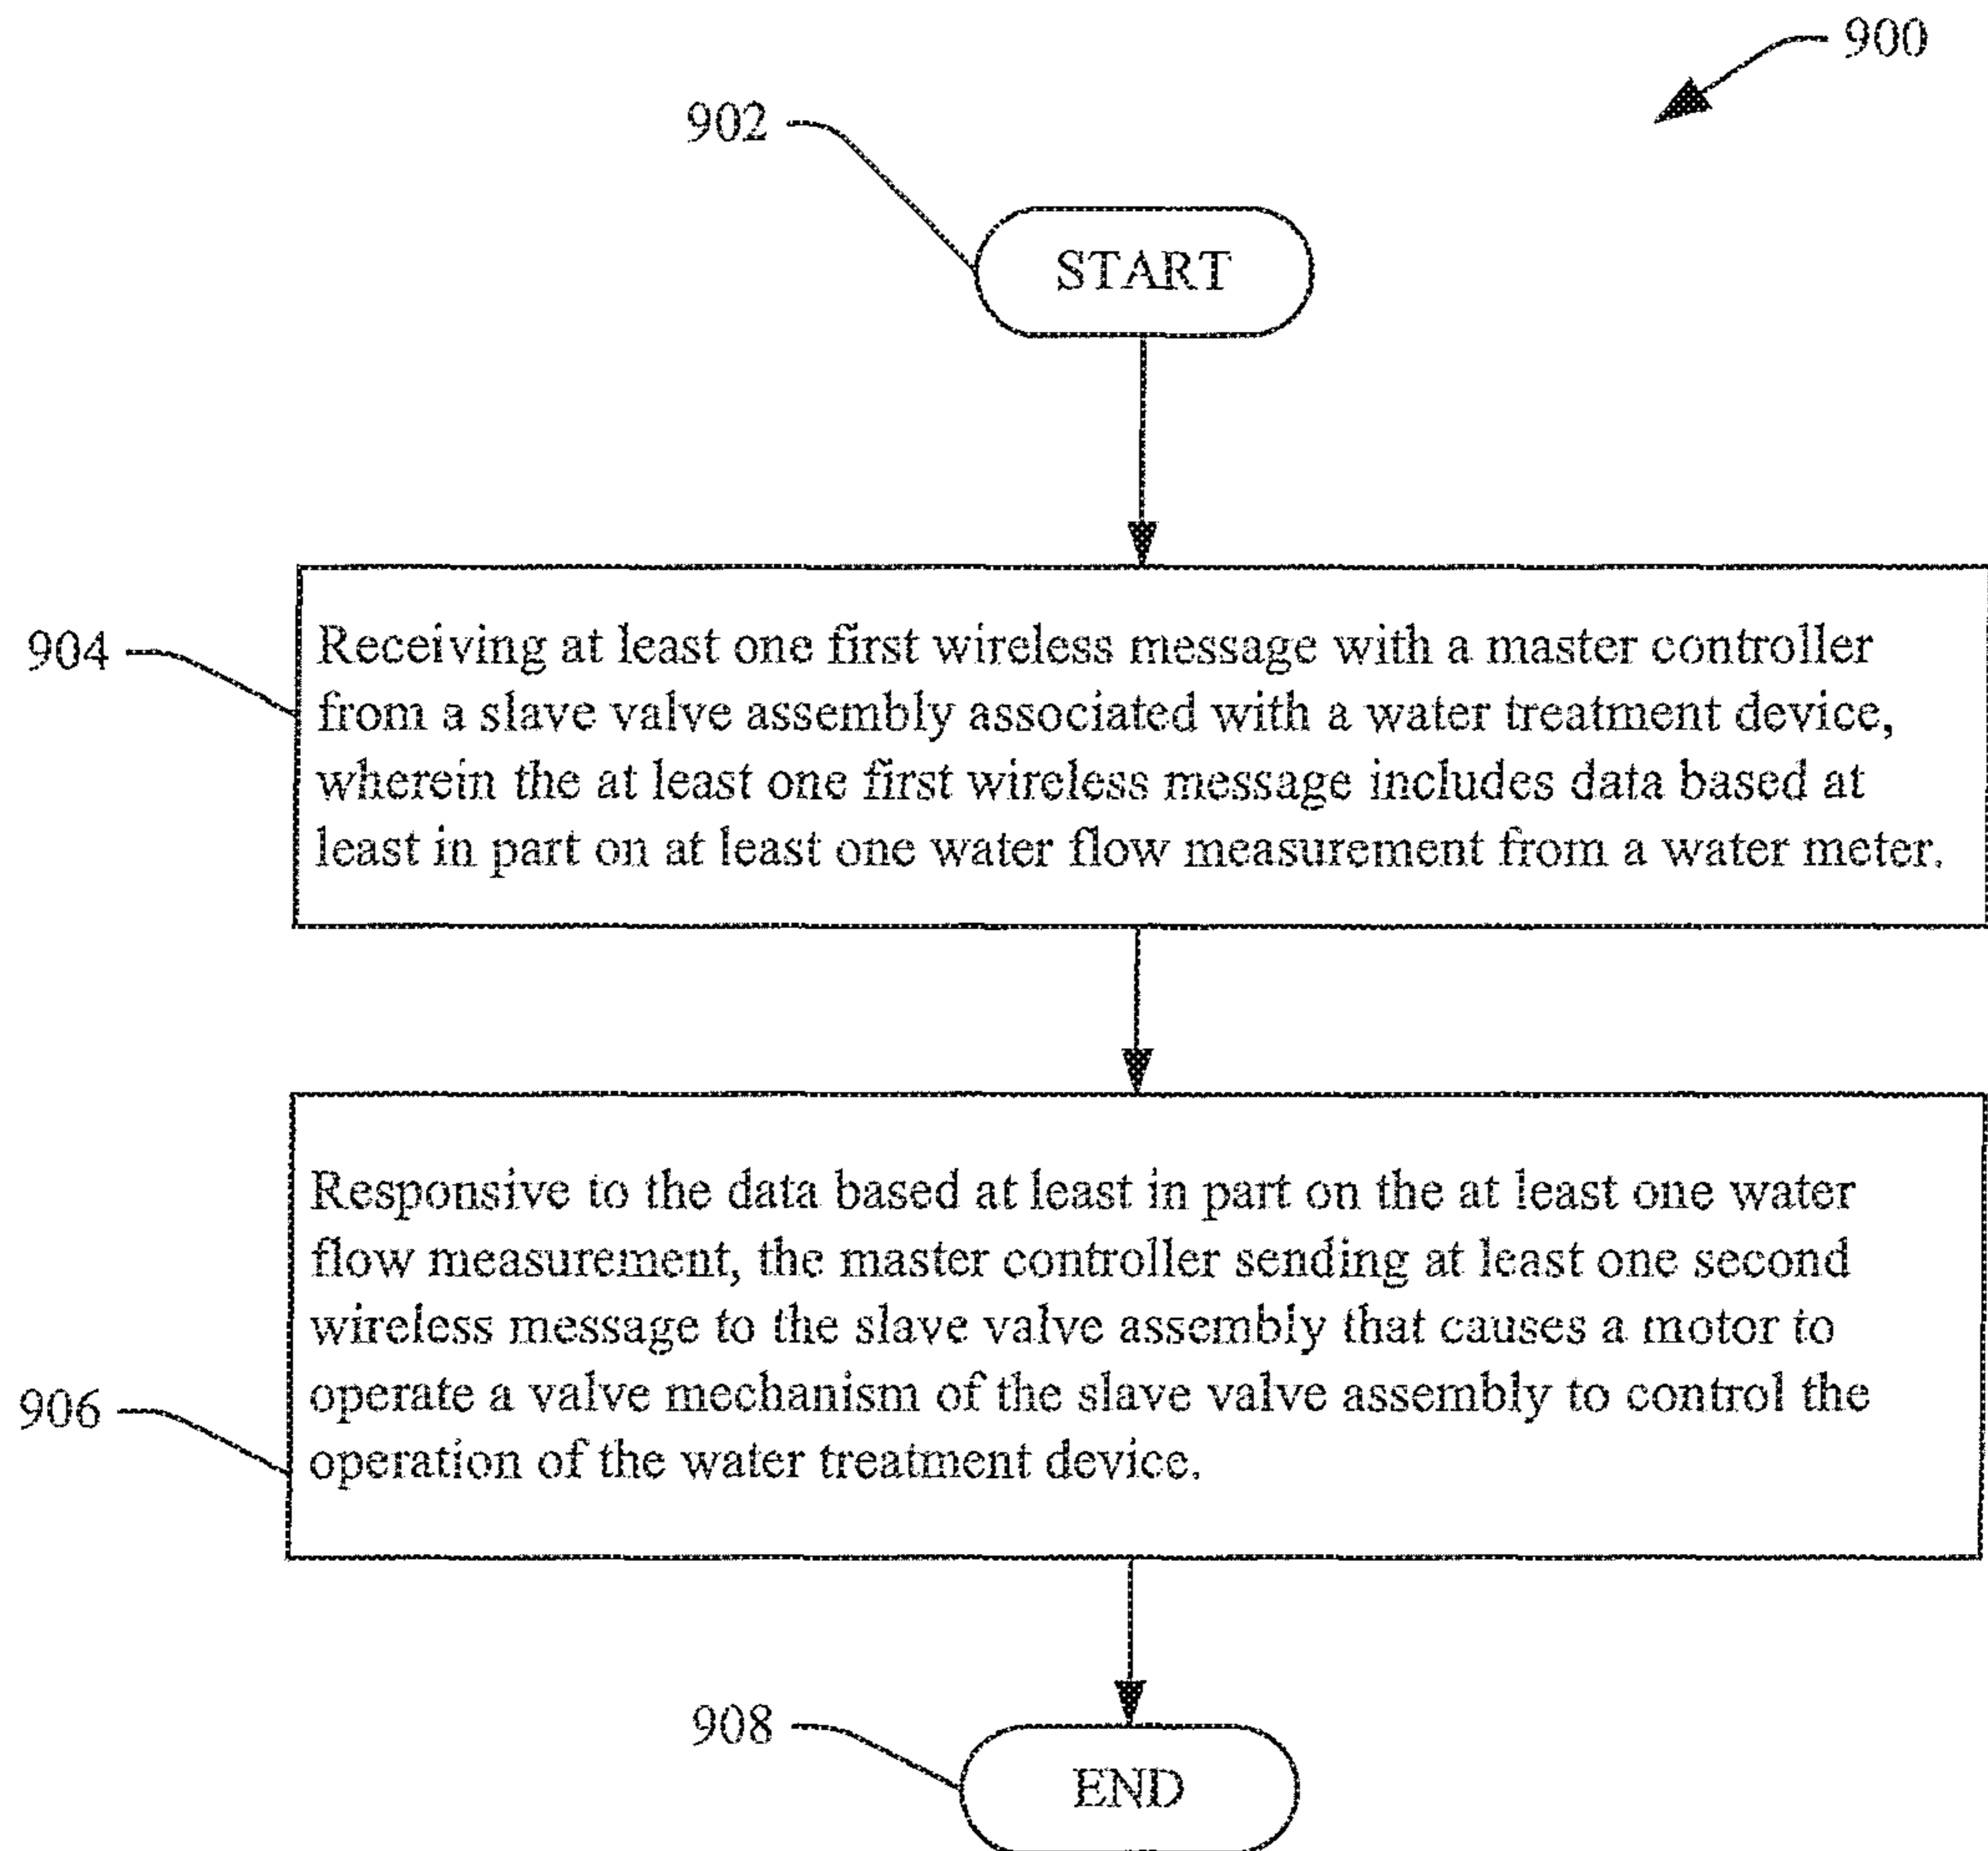 900
902
START
904
Receiving at least one first wireless message with a master controller
from a slave valve assembly associated with a water treatment device,
wherein the at least one first wireless message includes data based at
least in part on at least one water flow measurement from a water meter.
Responsive to the data based at least in part on the at least one water
flow measurement, the master controller sending at least one second
wireless message to the slave valve assembly that causes a motor to
operate a valve mechanism of the slave valve assembly to control the
operation of the water treatment device.
906
908
END